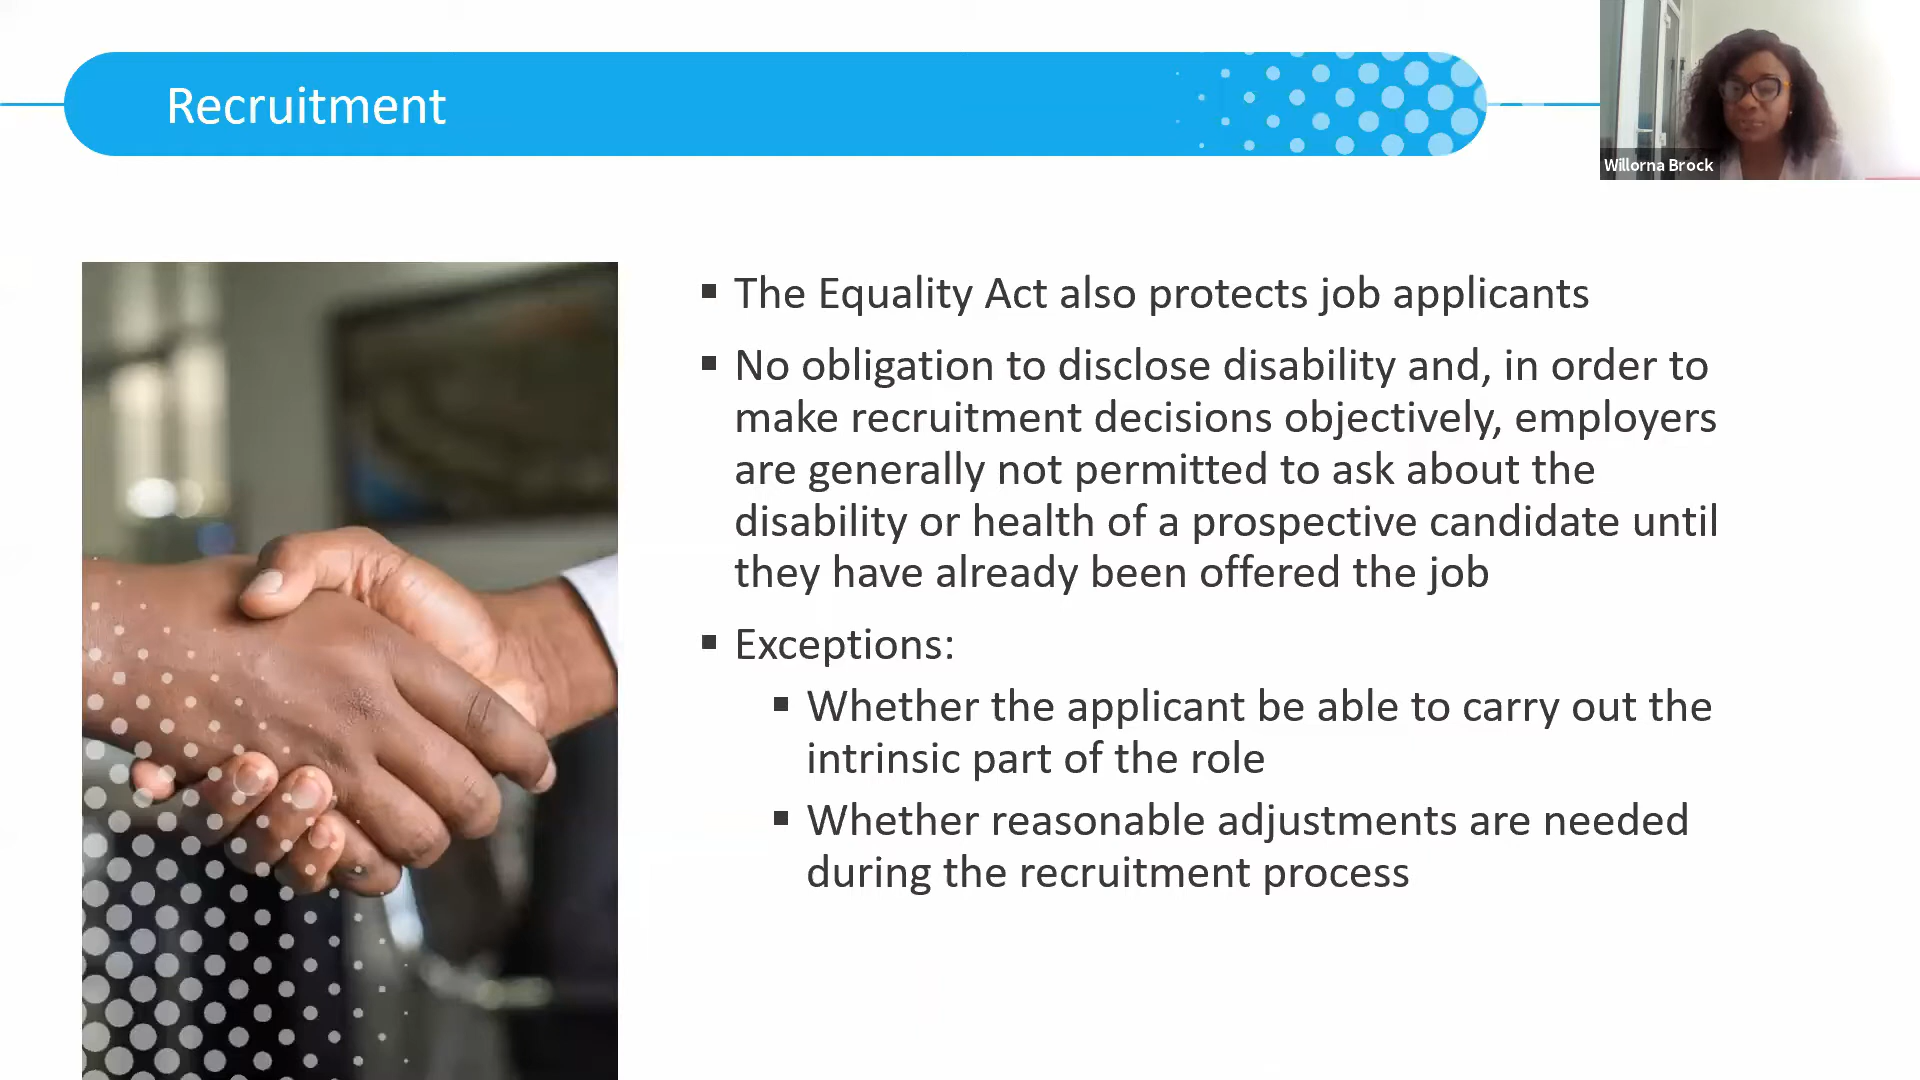 Recruitment
Willorna Brock
▪ The Equality Act also protects job applicants
▪ No obligation to disclose disability and, in order to
make recruitment decisions objectively, employers
are generally not permitted to ask about the
disability or health of a prospective candidate until
they have already been offered the job
▪ Exceptions:
▪ Whether the applicant be able to carry out the
intrinsic part of the role
▪ Whether reasonable adjustments are needed
during the recruitment process